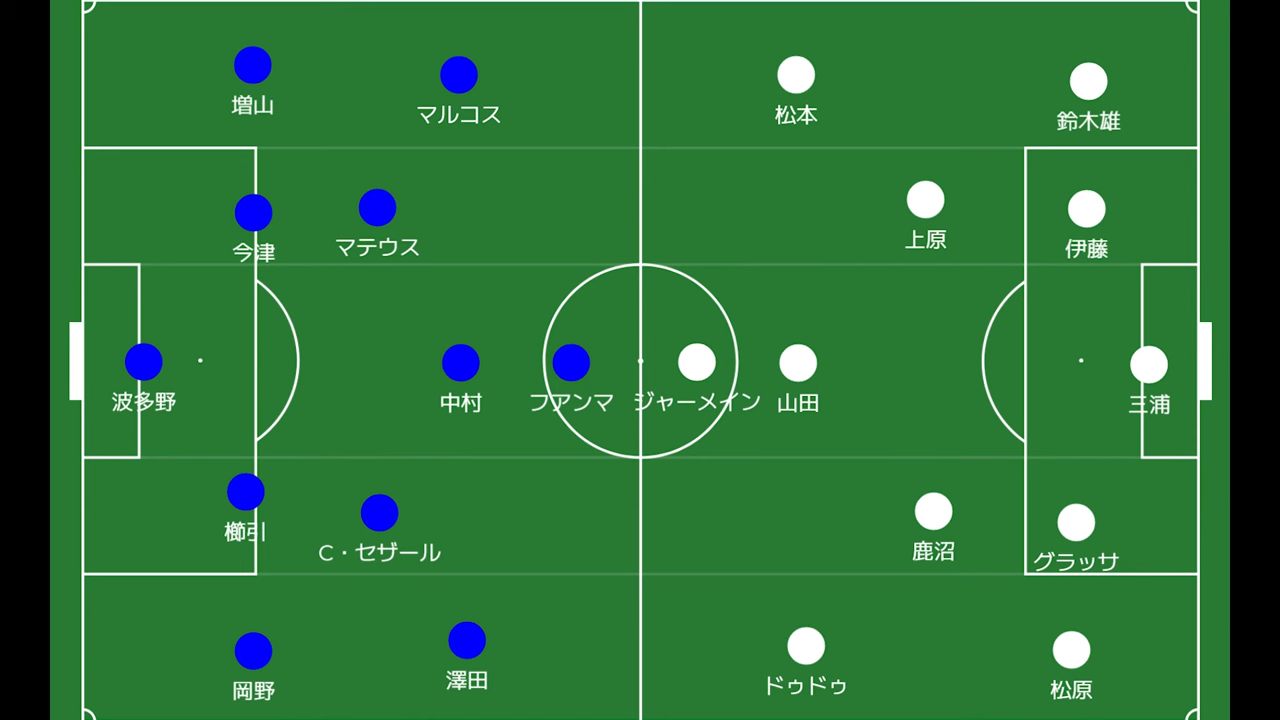 増山
マルコス
松本
鈴木雄
今津
マテウス
上原
伊藤
波多野
中村
フアンマ
ジャーメイン
山田
三浦
櫛引
C・セザール
鹿沼
グラッサ
岡野
澤田
ドゥドゥ
松原